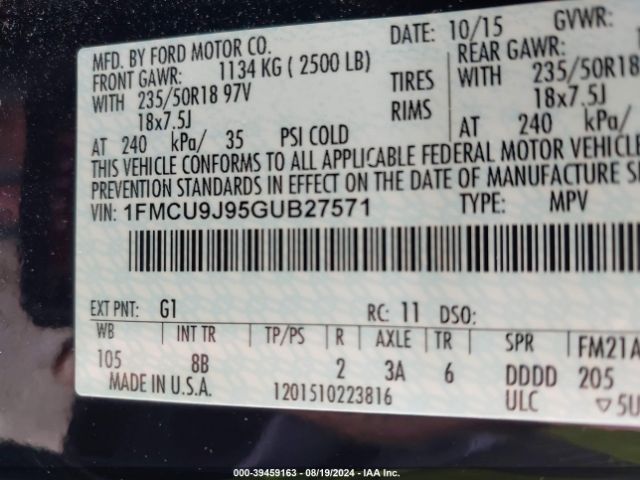 MFD. BY FORD MOTOR CO. DATE: 10/15 GVWR:
FRONT GAWR: 1134 KG ( 2500 LB) REAR GAWR:
WITH 235/50R18 97V TIRES WITH 235/50R18
18x7.5J RIMS 18x7.5J
AT 240 kPa/ 35 PSI COLD AT 240 kPa/
THIS VEHICLE CONFORMS TO ALL APPLICABLE FEDERAL MOTOR VEHICLE
PREVENTION STANDARDS IN EFFECT ON THE DATE OF MANUFACTURE
VIN: 1FMCU9J95GUB27571 TYPE: MPV
EXT PNT: G1 RC: 11 DSO:
WB INT TR TP/PS R AXLE TR SPR FM21A
105 8B 2 3A 6 DDDD 205
MADE IN U.S.A. 1201510223816 ULC ▽5U
000-39459163 - 08/19/2024 - IAA Inc.